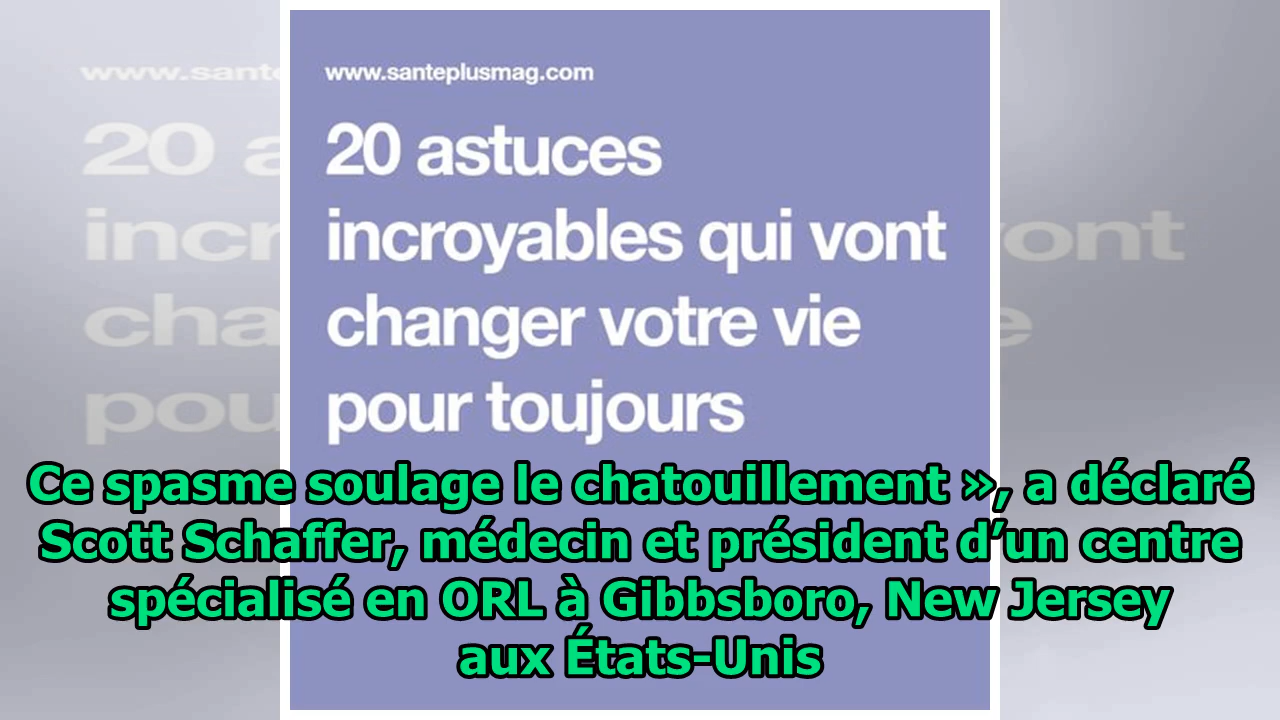 www.santeplusmag.com
20 astuces
incroyables qui vont
changer votre vie
pour toujours
Ce spasme soulage le chatouillement », a déclaré
Scott Schaffer, médecin et président d’un centre
spécialisé en ORL à Gibbsboro, New Jersey
aux États-Unis